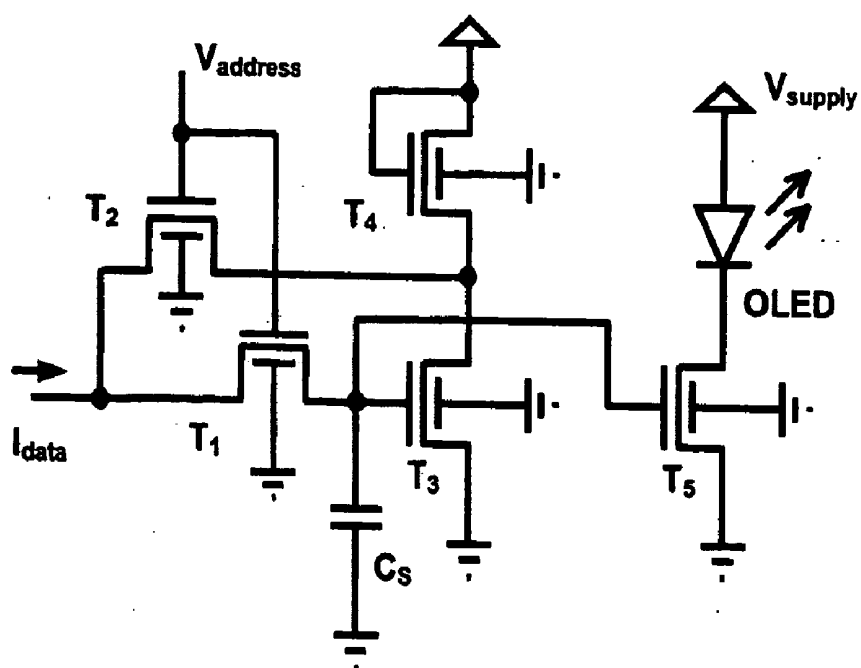 V_address
V_supply
T_2
T_4
OLED
I_data
T_1
T_3
T_5
C_S